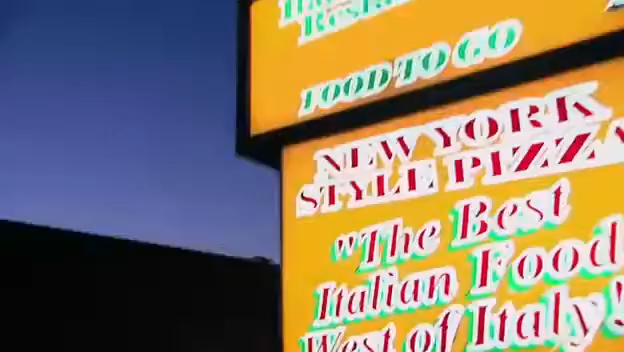 FOOD TO GO
NEW YORK
STYLE PIZZA
"The Best
Italian Food
West of Italy!